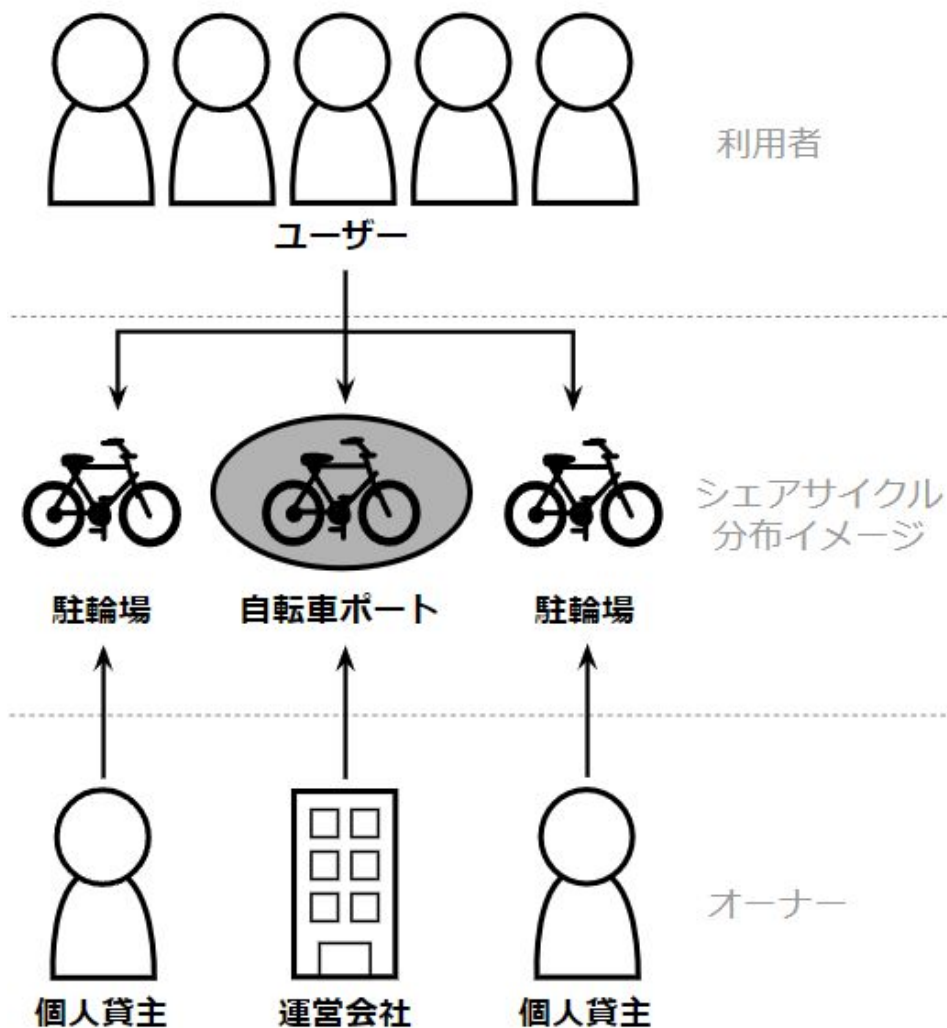 利用者
ユーザー
シェアサイクル
分布イメージ
駐輪場
自転車ポート
駐輪場
オーナー
個人貸主
運営会社
個人貸主